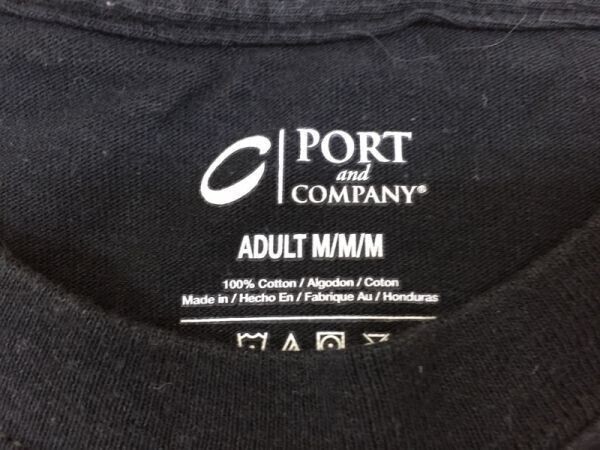 PORT
and
COMPANY®
ADULT M/M/M
100% Cotton / Algodon / Coton
Made in / Hecho En / Fabrique Au / Honduras